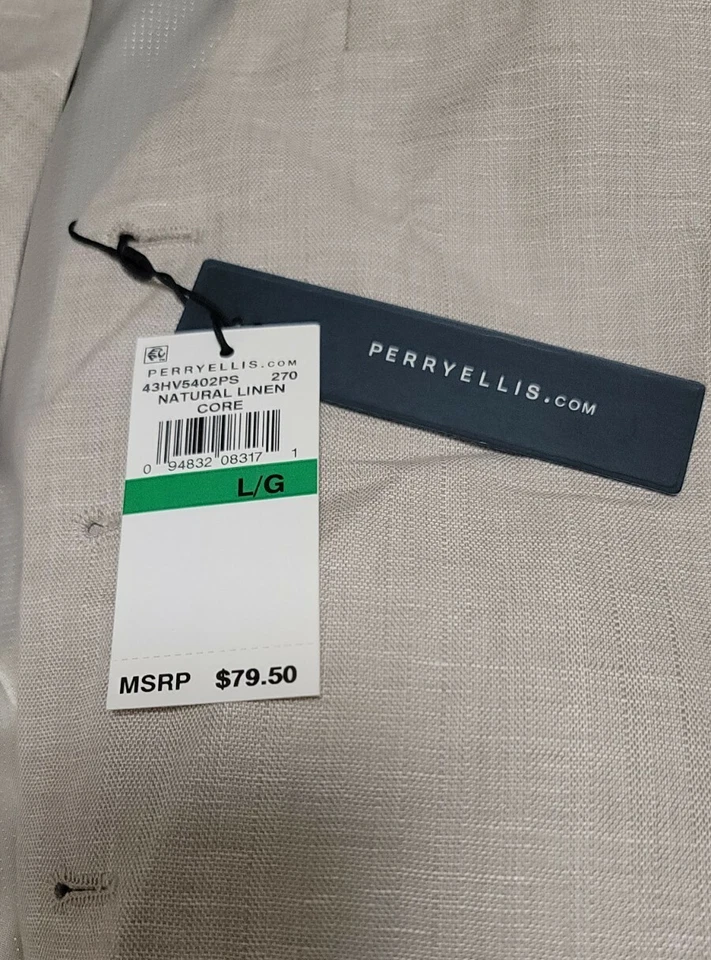 PERRYELLIS.COM
43HV5402PS 270
NATURAL LINEN
CORE
0 94832 08317 1
L/G
MSRP $79.50
PERRYELLIS.COM